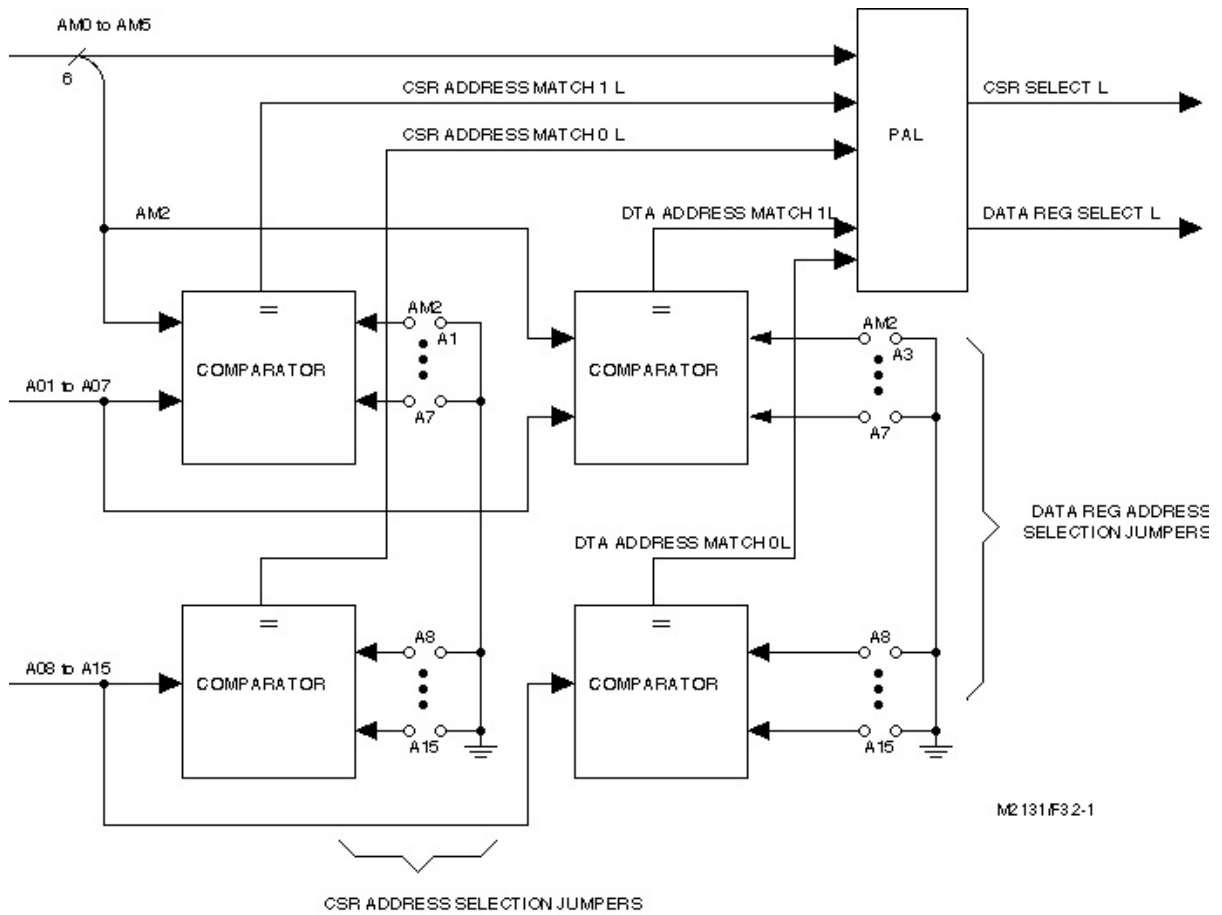 AM0 to AM5
6
CSR ADDRESS MATCH 1 L
CSR SELECT L
CSR ADDRESS MATCH 0 L
PAL
AM2
DTA ADDRESS MATCH 1L
DATA REG SELECT L
=
AM2
A1
COMPARATOR
A01 to A07
A7
=
AM2
A3
COMPARATOR
A7
DATA REG ADDRESS
SELECTION JUMPERS
DTA ADDRESS MATCH 0L
=
A8
A08 to A15
COMPARATOR
A15
=
A8
COMPARATOR
A15
M2131/F3.2-1
CSR ADDRESS SELECTION JUMPERS